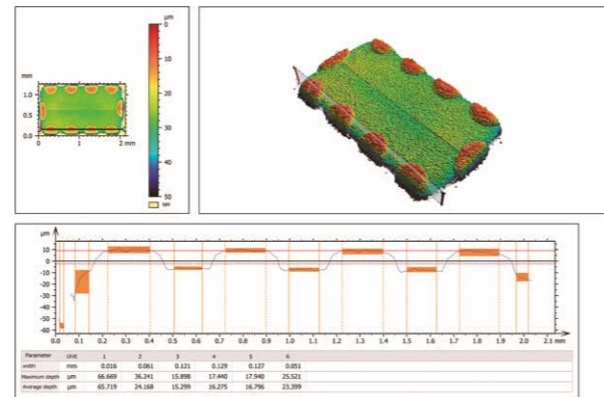 µm
0
10
20
30
40
50
NM
mm
1.0
0.5
0.0
0 1 2 mm
µm
10
0
-10
-20
-30
-40
-50
-60
0.0 0.1 0.2 0.3 0.4 0.5 0.6 0.7 0.8 0.9 1.0 1.1 1.2 1.3 1.4 1.5 1.6 1.7 1.8 1.9 2.0 2.1 mm
Parameter Unit 1 2 3 4 5 6
width mm 0.016 0.061 0.121 0.129 0.127 0.051
Maximum depth µm 66.669 36.241 15.898 17.440 17.940 25.521
Average depth µm 65.719 24.168 15.299 16.275 16.796 23.399